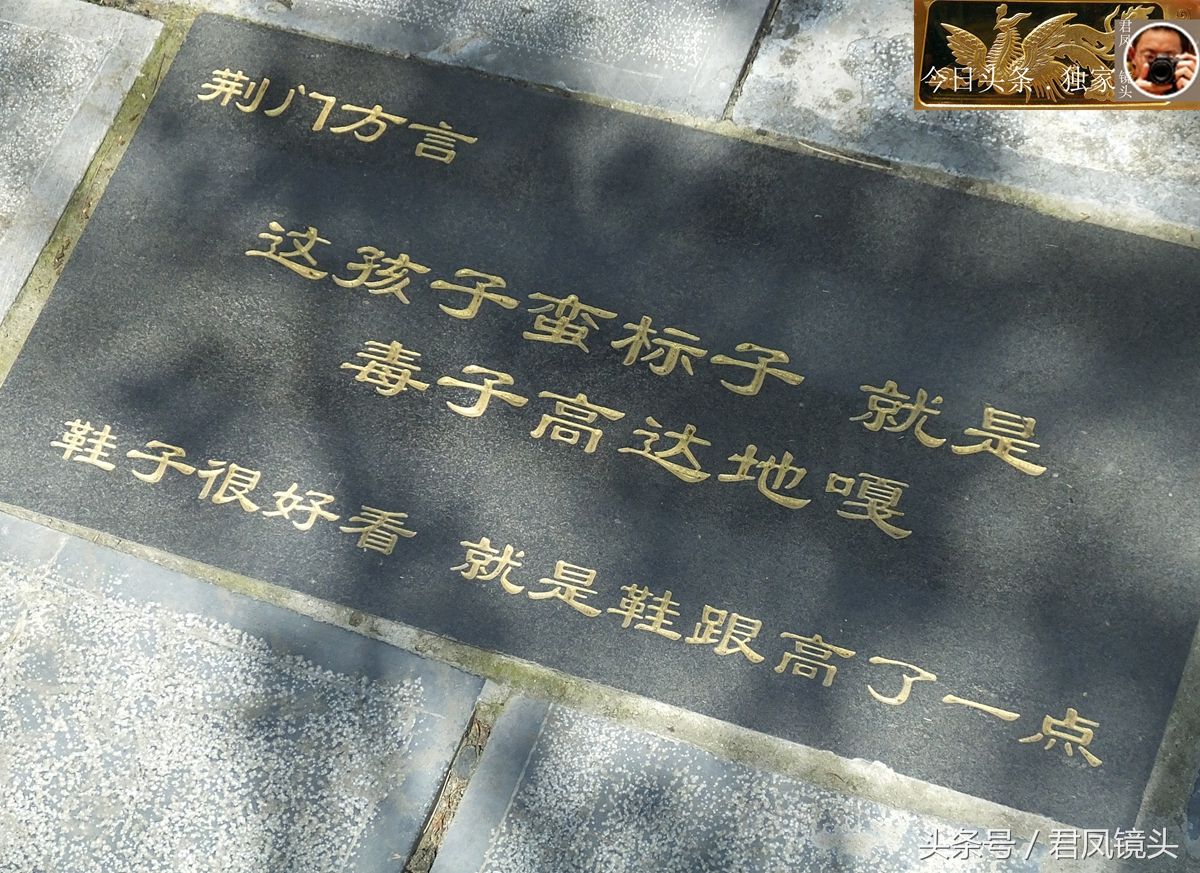 荆门方言
这孩子蛮标子 就是
毒子高达地嘎
鞋子很好看 就是鞋跟高了一点
今日头条 独家
君凤镜头
头条号/君凤镜头